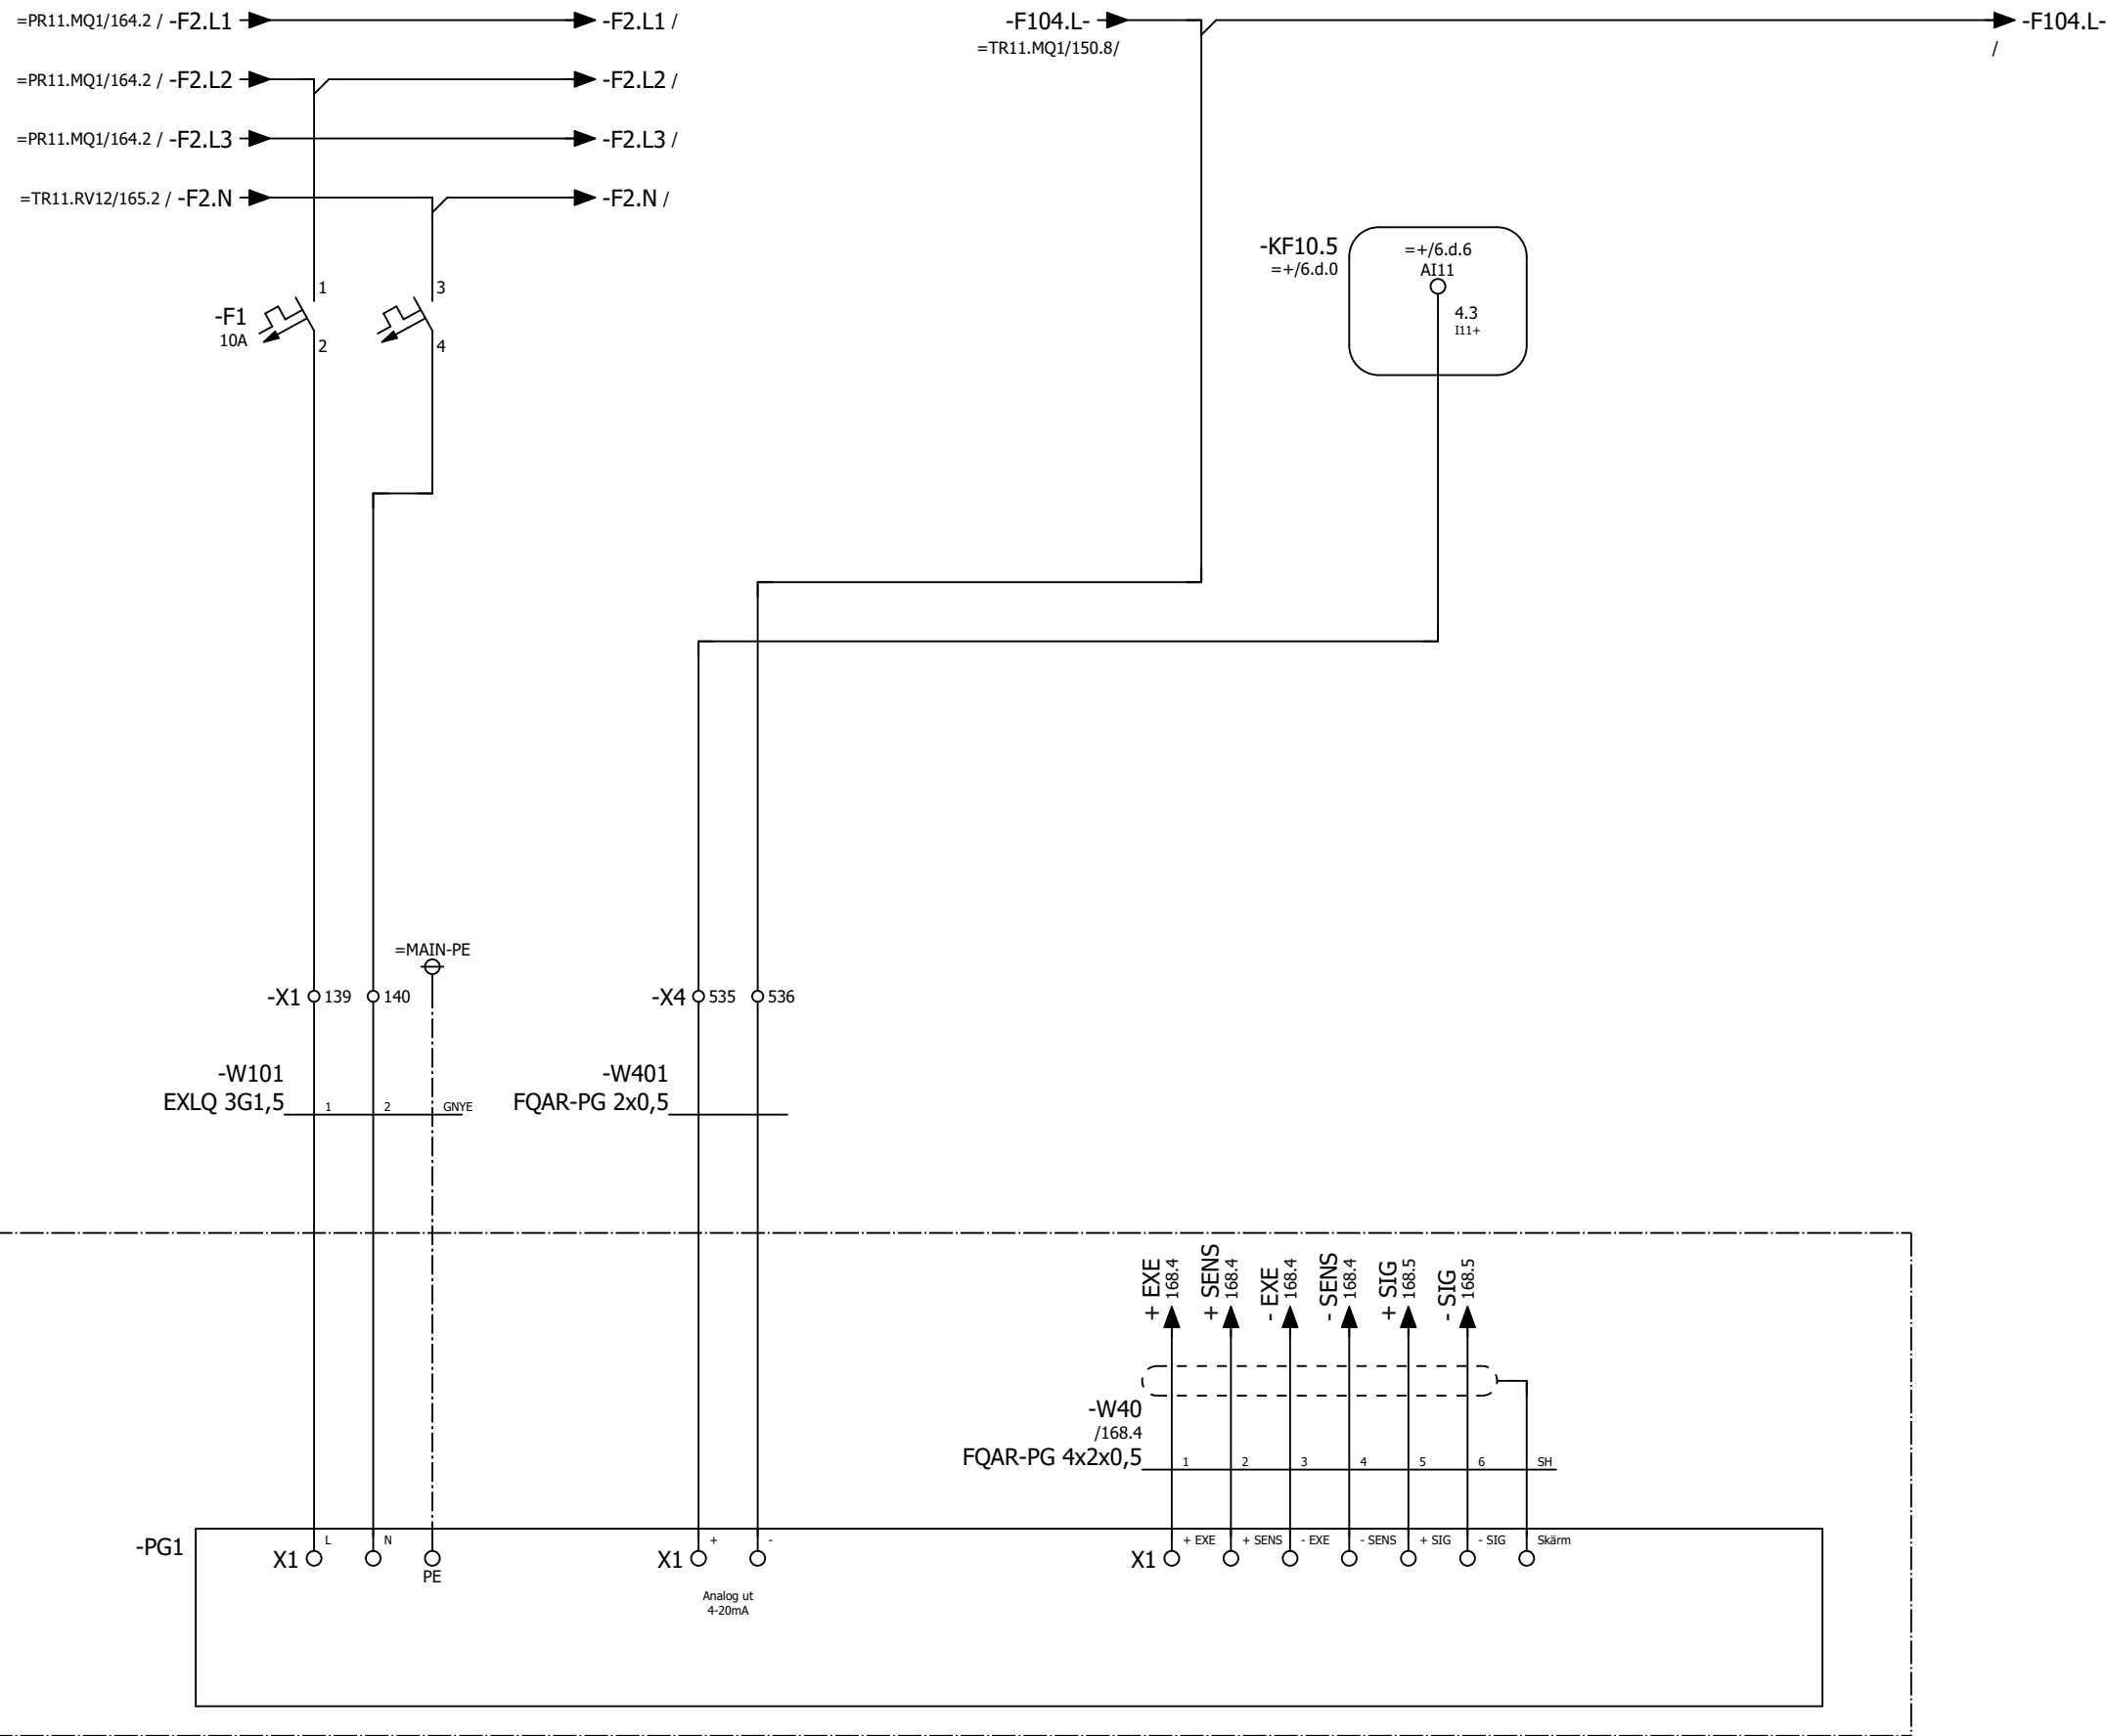 =PR11.MQ1/164.2 / -F2.L1
-F2.L1 /
-F104.L-
=TR11.MQ1/150.8/
-F104.L-
/
=PR11.MQ1/164.2 / -F2.L2
-F2.L2 /
=PR11.MQ1/164.2 / -F2.L3
-F2.L3 /
=TR11.RV12/165.2 / -F2.N
-F2.N /
-KF10.5
=+/6.d.0
=+/6.d.6
AI11
4.3
I11+
-F1
10A
1
2
3
4
=MAIN-PE
-X1
139
140
-X4
535
536
-W101
EXLQ 3G1,5
1
2
GNYE
-W401
FQAR-PG 2x0,5
+ EXE
168.4
+ SENS
168.4
- EXE
168.4
- SENS
168.4
+ SIG
168.5
- SIG
168.5
-W40
/168.4
FQAR-PG 4x2x0,5
1
2
3
4
5
6
SH
-PG1
X1
L
N
PE
X1
+
-
Analog ut
4-20mA
X1
+ EXE
+ SENS
- EXE
- SENS
+ SIG
- SIG
Skärm